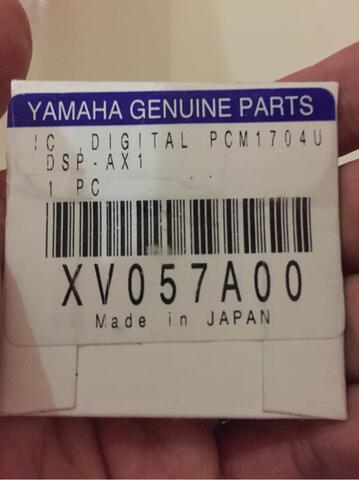 YAMAHA GENUINE PARTS
IC ,DIGITAL PCM1704U
DSP-AX1
1 PC
XV057A00
Made in JAPAN